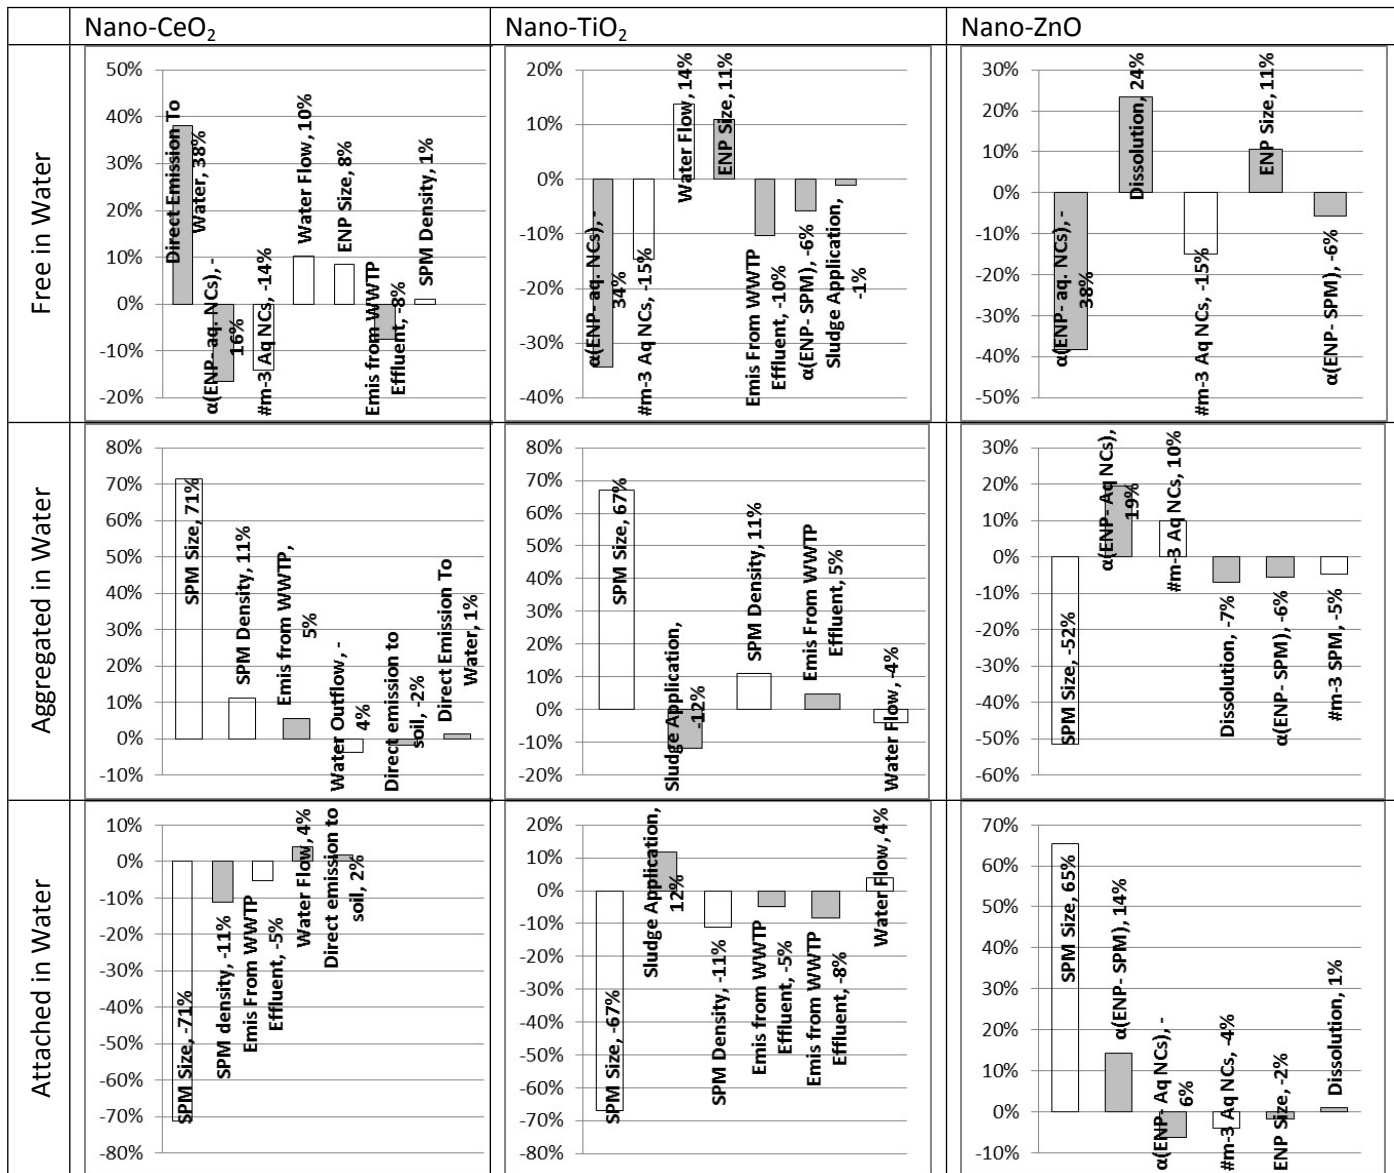 Nano-CeO2
Nano-TiO2
Nano-ZnO
Free in Water
50%
40%
30%
20%
10%
0%
-10%
-20%
Direct Emission To
Water, 38%
α(ENP- aq. NCs), -
16%
#m-3 Aq NCs, -14%
Water Flow, 10%
ENP Size, 8%
Emis from WWTP
Effluent, -8%
SPM Density, 1%
20%
10%
0%
-10%
-20%
-30%
-40%
α(ENP- aq. NCs), -
34%
#m-3 Aq NCs, -15%
Water Flow, 14%
ENP Size, 11%
Emis From WWTP
Effluent, -10%
α(ENP- SPM), -6%
Sludge Application,
-1%
30%
20%
10%
0%
-10%
-20%
-30%
-40%
-50%
α(ENP- aq. NCs), -
38%
Dissolution, 24%
#m-3 Aq NCs, -15%
ENP Size, 11%
α(ENP- SPM), -6%
Aggregated in Water
80%
70%
60%
50%
40%
30%
20%
10%
0%
-10%
SPM Size, 71%
SPM Density, 11%
Emis from WWTP,
5%
Water Outflow, -
4%
Direct emission to
soil, -2%
Direct Emission To
Water, 1%
80%
70%
60%
50%
40%
30%
20%
10%
0%
-10%
-20%
SPM Size, 67%
Sludge Application,
-12%
SPM Density, 11%
Emis From WWTP
Effluent, 5%
Water Flow, -4%
30%
20%
10%
0%
-10%
-20%
-30%
-40%
-50%
-60%
SPM Size, -52%
α(ENP- Aq NCs),
19%
#m-3 Aq NCs, 10%
Dissolution, -7%
α(ENP- SPM), -6%
#m-3 SPM, -5%
Attached in Water
10%
0%
-10%
-20%
-30%
-40%
-50%
-60%
-70%
-80%
SPM Size, -71%
SPM density, -11%
Emis From WWTP
Effluent, -5%
Water Flow, 4%
Direct emission to
soil, 2%
20%
10%
0%
-10%
-20%
-30%
-40%
-50%
-60%
-70%
-80%
SPM Size, -67%
Sludge Application,
12%
SPM Density, -11%
Emis from WWTP
Effluent, -5%
Emis from WWTP
Effluent, -8%
Water Flow, 4%
70%
60%
50%
40%
30%
20%
10%
0%
-10%
SPM Size, 65%
α(ENP- SPM), 14%
α(ENP- Aq NCs), -
6%
#m-3 Aq NCs, -4%
ENP Size, -2%
Dissolution, 1%